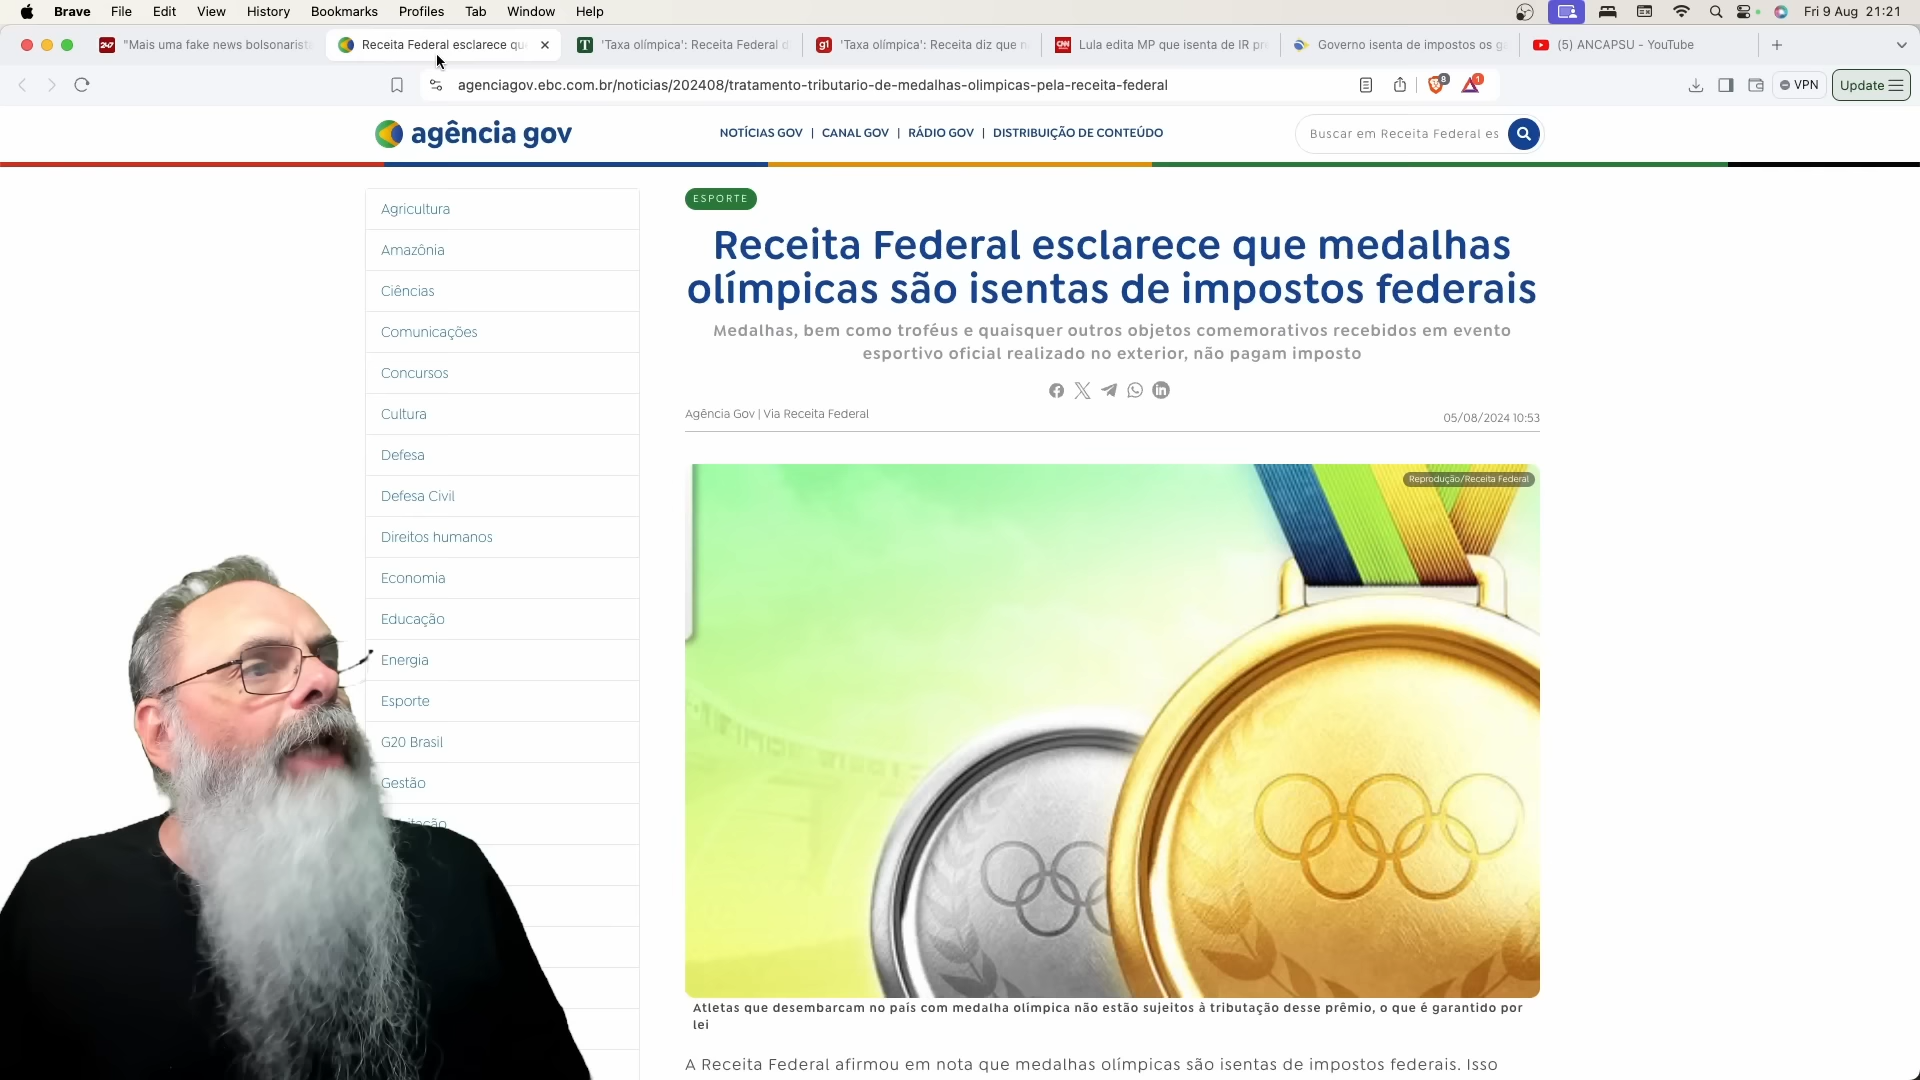 Brave File Edit View History Bookmarks Profiles Tab Window Help Fri 9 Aug 21:21
247 "Mais uma fake news bolsonarist
Receita Federal esclarece qu
T 'Taxa olímpica': Receita Federal d
g1 'Taxa olímpica': Receita diz que n
CNN Lula edita MP que isenta de IR pr
Governo isenta de impostos os g
(5) ANCAPSU - YouTube
agenciagov.ebc.com.br/noticias/202408/tratamento-tributario-de-medalhas-olimpicas-pela-receita-federal
8 1 VPN Update
agência gov
NOTÍCIAS GOV | CANAL GOV | RÁDIO GOV | DISTRIBUIÇÃO DE CONTEÚDO
Buscar em Receita Federal es
Agricultura
Amazônia
Ciências
Comunicações
Concursos
Cultura
Defesa
Defesa Civil
Direitos humanos
Economia
Educação
Energia
Esporte
G20 Brasil
Gestão
ESPORTE
Receita Federal esclarece que medalhas
olímpicas são isentas de impostos federais
Medalhas, bem como troféus e quaisquer outros objetos comemorativos recebidos em evento
esportivo oficial realizado no exterior, não pagam imposto
Agência Gov | Via Receita Federal
05/08/2024 10:53
Reprodução/Receita Federal
Atletas que desembarcam no país com medalha olímpica não estão sujeitos à tributação desse prêmio, o que é garantido por
lei
A Receita Federal afirmou em nota que medalhas olímpicas são isentas de impostos federais. Isso